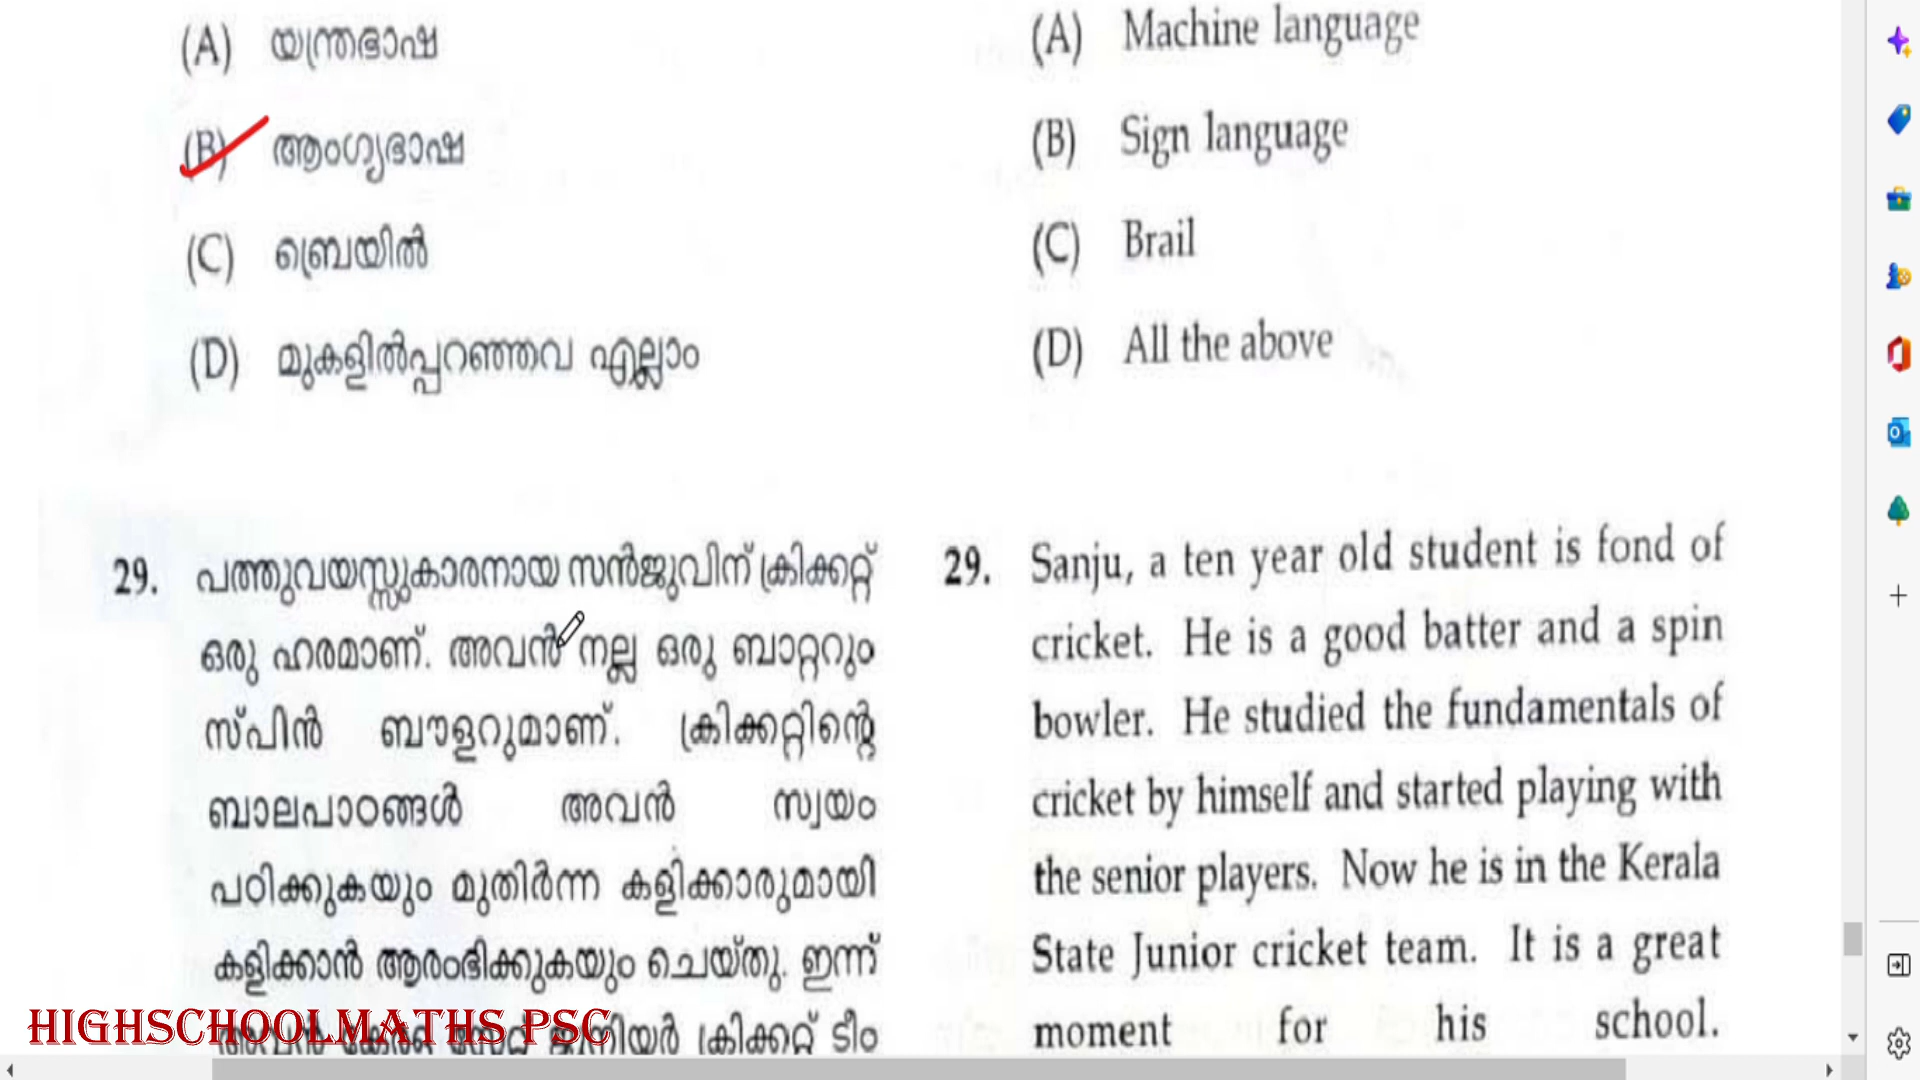 (A) യന്ത്രഭാഷ
(B) ആംഗ്യഭാഷ
(C) ബ്രെയിൽ
(D) മുകളിൽപ്പറഞ്ഞവ എല്ലാം
29. പത്തുവയസ്സുകാരനായ സൻജുവിന് ക്രിക്കറ്റ്
ഒരു ഹരമാണ്. അവൻ നല്ല ഒരു ബാറ്ററും
സ്പിൻ ബൗളറുമാണ്. ക്രിക്കറ്റിന്റെ
ബാലപാഠങ്ങൾ അവൻ സ്വയം
പഠിക്കുകയും മുതിർന്ന കളിക്കാരുമായി
കളിക്കാൻ ആരംഭിക്കുകയും ചെയ്തു. ഇന്ന്
അവൻ കേരള സ്റ്റേറ്റ് ജൂനിയർ ക്രിക്കറ്റ് ടീം
(A) Machine language
(B) Sign language
(C) Brail
(D) All the above
29. Sanju, a ten year old student is fond of
cricket. He is a good batter and a spin
bowler. He studied the fundamentals of
cricket by himself and started playing with
the senior players. Now he is in the Kerala
State Junior cricket team. It is a great
moment for his school.
HIGHSCHOOLMATHS PSC